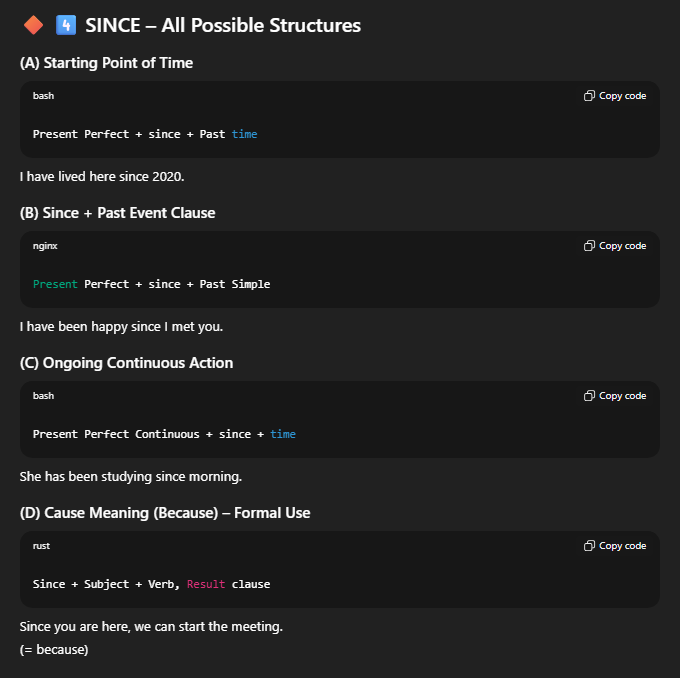 🔶 4️⃣ SINCE – All Possible Structures
(A) Starting Point of Time
bash
Copy code
Present Perfect + since + Past time
I have lived here since 2020.
(B) Since + Past Event Clause
nginx
Copy code
Present Perfect + since + Past Simple
I have been happy since I met you.
(C) Ongoing Continuous Action
bash
Copy code
Present Perfect Continuous + since + time
She has been studying since morning.
(D) Cause Meaning (Because) – Formal Use
rust
Copy code
Since + Subject + Verb, Result clause
Since you are here, we can start the meeting.
(= because)